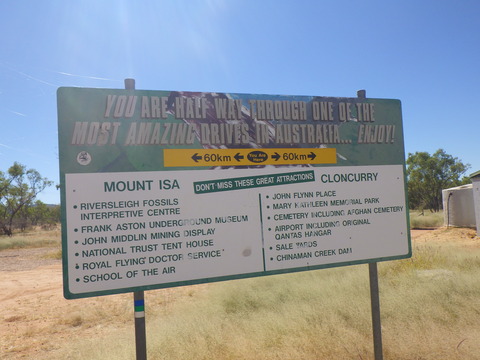 YOU ARE HALF WAY THROUGH ONE OF THE
MOST AMAZING DRIVES IN AUSTRALIA... ENJOY!
60km You Are Here 60km
MOUNT ISA
DON'T MISS THESE GREAT ATTRACTIONS
CLONCURRY
• RIVERSLEIGH FOSSILS
INTERPRETIVE CENTRE
• FRANK ASTON UNDERGROUND MUSEUM
• JOHN MIDDLIN MINING DISPLAY
• NATIONAL TRUST TENT HOUSE
• ROYAL FLYING DOCTOR SERVICE
• SCHOOL OF THE AIR
• JOHN FLYNN PLACE
• MARY KATHLEEN MEMORIAL PARK
• CEMETERY INCLUDING AFGHAN CEMETERY
• AIRPORT INCLUDING ORIGINAL
QANTAS HANGAR
• SALE YARDS
• CHINAMAN CREEK DAM